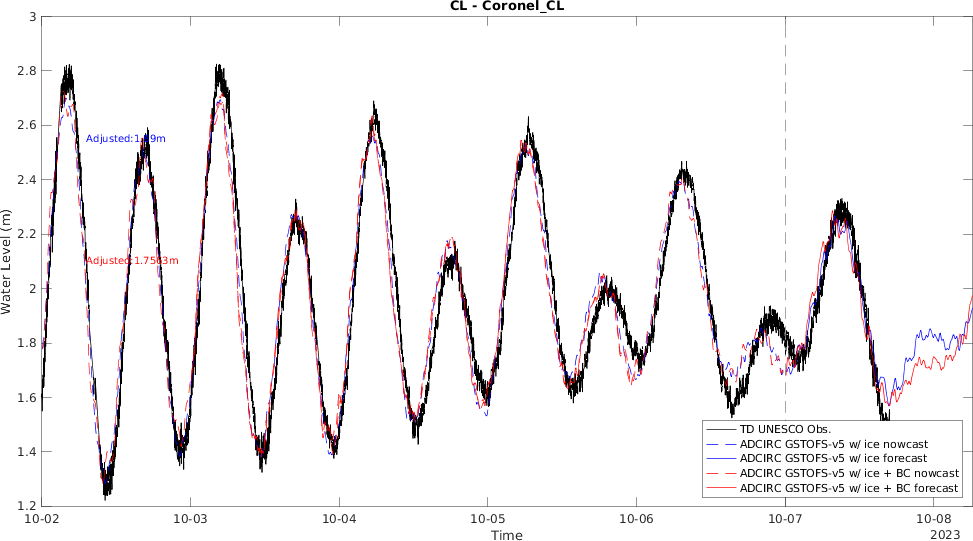 CL - Coronel_CL
3
2.8
2.6
2.4
2.2
2
1.8
1.6
1.4
1.2
Water Level (m)
Adjusted:
Adjusted:1.7563m
TD UNESCO Obs.
ADCIRC GSTOFS-v5 w/ ice nowcast
ADCIRC GSTOFS-v5 w/ ice forecast
ADCIRC GSTOFS-v5 w/ ice + BC nowcast
ADCIRC GSTOFS-v5 w/ ice + BC forecast
10-02 10-03 10-04 10-05 10-06 10-07 10-08
Time 2023